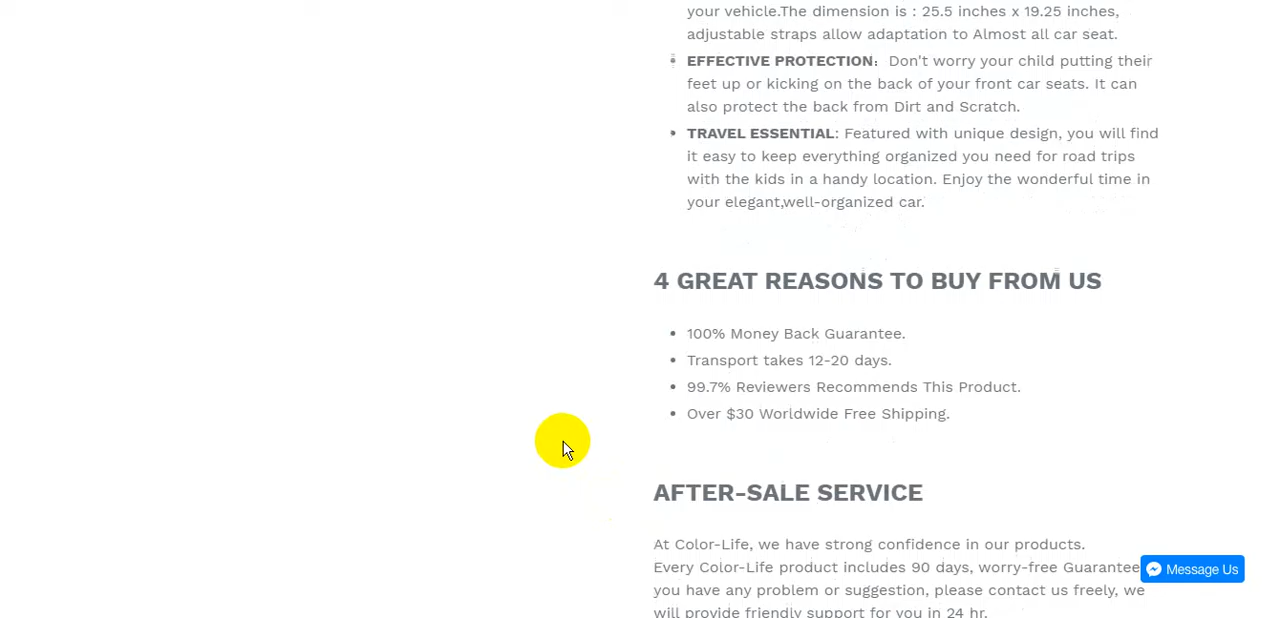 your vehicle.The dimension is : 25.5 inches x 19.25 inches,
adjustable straps allow adaptation to Almost all car seat.
• EFFECTIVE PROTECTION： Don't worry your child putting their
feet up or kicking on the back of your front car seats. It can
also protect the back from Dirt and Scratch.
• TRAVEL ESSENTIAL: Featured with unique design, you will find
it easy to keep everything organized you need for road trips
with the kids in a handy location. Enjoy the wonderful time in
your elegant,well-organized car.
4 GREAT REASONS TO BUY FROM US
• 100% Money Back Guarantee.
• Transport takes 12-20 days.
• 99.7% Reviewers Recommends This Product.
• Over $30 Worldwide Free Shipping.
AFTER-SALE SERVICE
At Color-Life, we have strong confidence in our products.
Every Color-Life product includes 90 days, worry-free Guarantee
Message Us
you have any problem or suggestion, please contact us freely, we
will provide friendly support for you in 24 hr.